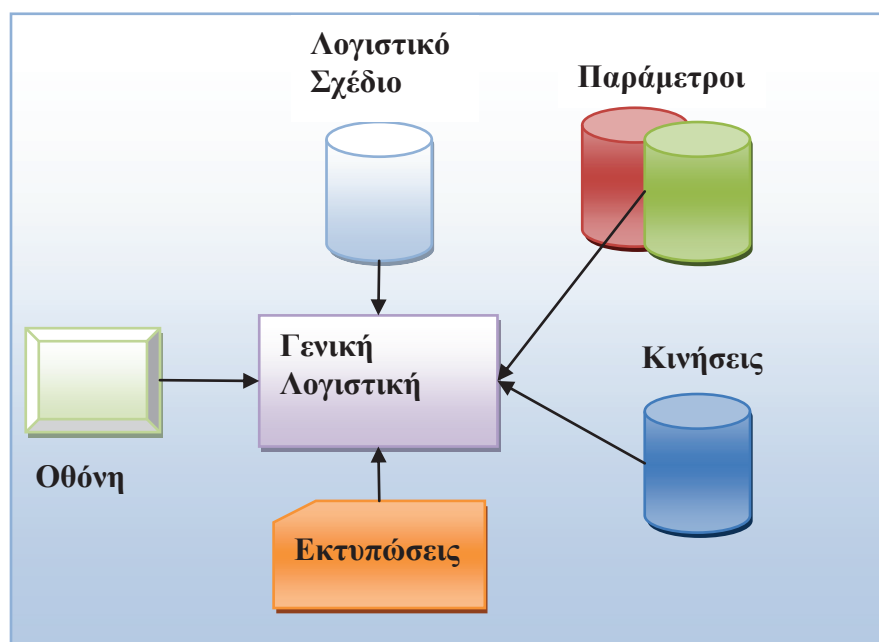 Λογιστικό
Σχέδιο
Παράμετροι
Γενική
Λογιστική
Κινήσεις
Οθόνη
Εκτυπώσεις